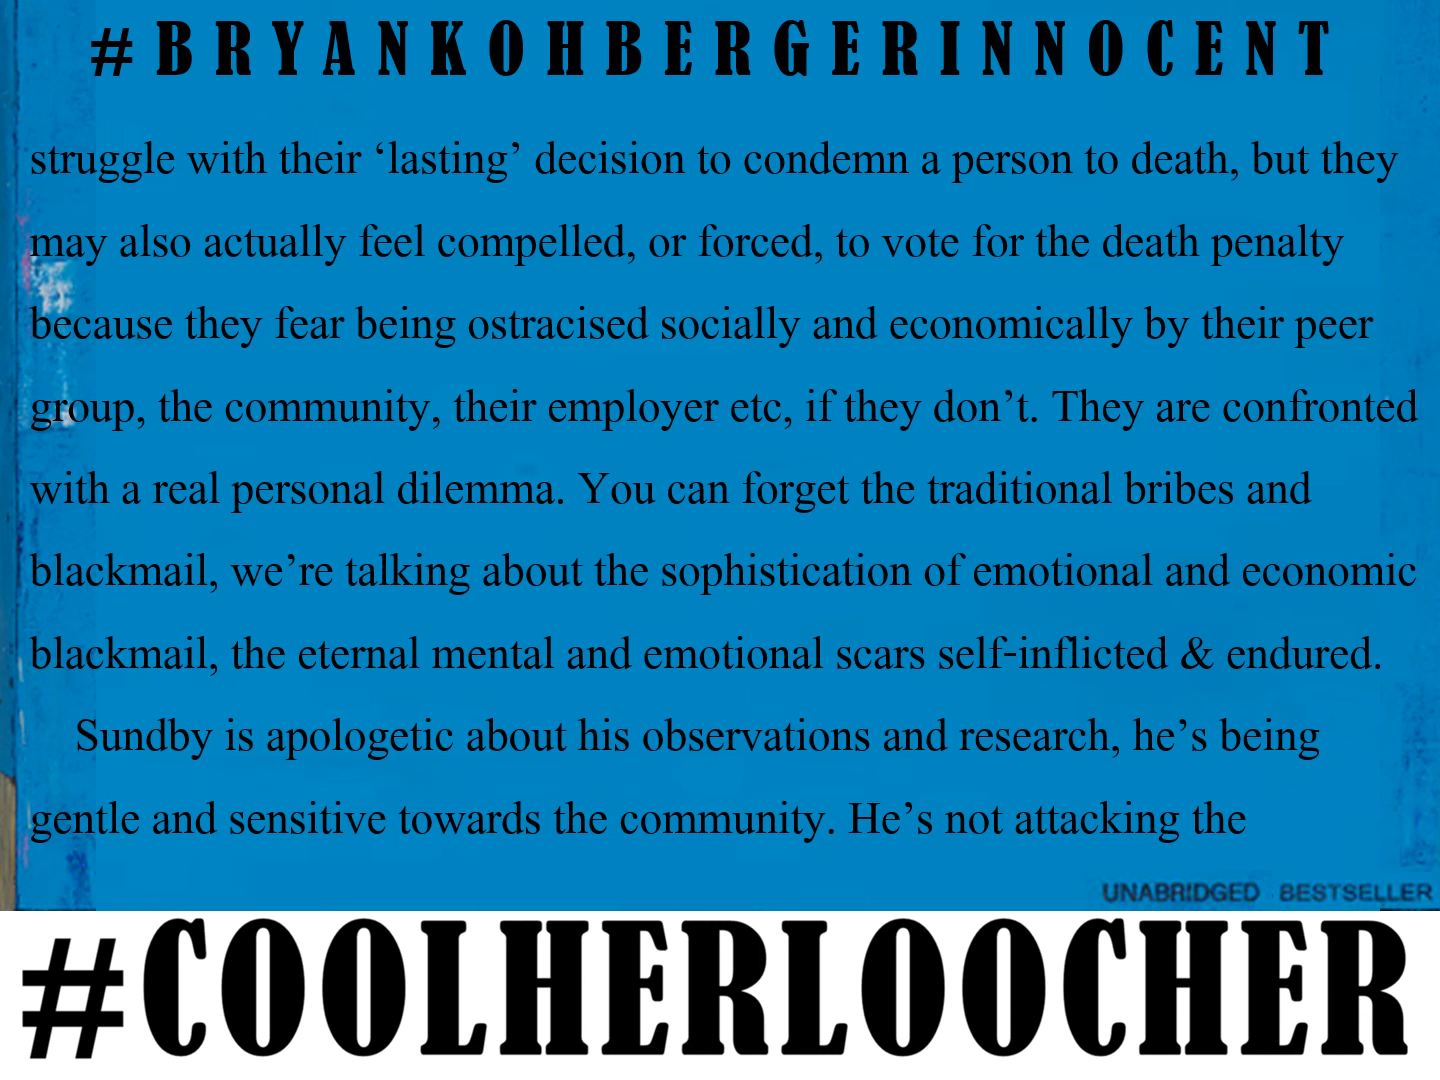 #BRYANKOHBERGERINNOCENT
struggle with their ‘lasting’ decision to condemn a person to death, but they
may also actually feel compelled, or forced, to vote for the death penalty
because they fear being ostracised socially and economically by their peer
group, the community, their employer etc, if they don’t. They are confronted
with a real personal dilemma. You can forget the traditional bribes and
blackmail, we’re talking about the sophistication of emotional and economic
blackmail, the eternal mental and emotional scars self-inflicted & endured.
Sundby is apologetic about his observations and research, he’s being
gentle and sensitive towards the community. He’s not attacking the
UNABRIDGED BESTSELLER
#COOLHERLOOCHER